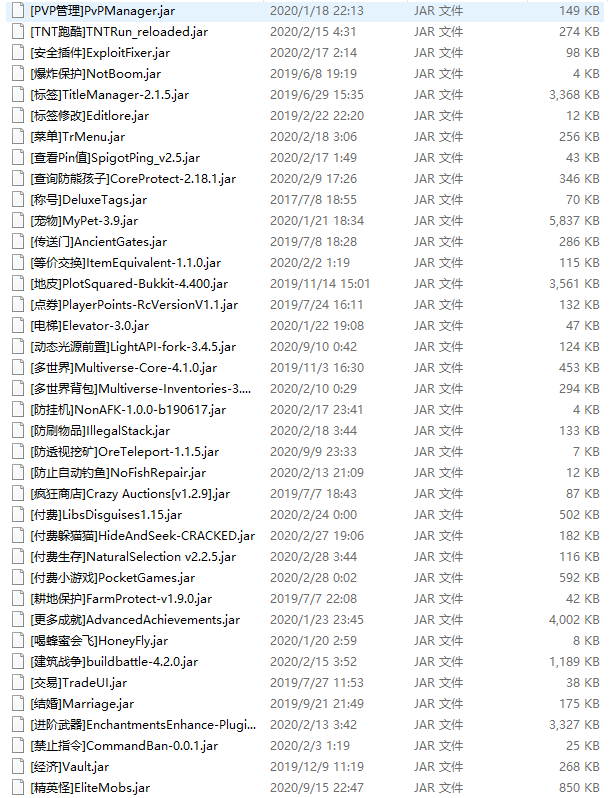 [PVP管理]PvPManager.jar 2020/1/18 22:13 JAR 文件 149 KB
[TNT跑酷]TNTRun_reloaded.jar 2020/2/15 4:31 JAR 文件 274 KB
[安全插件]ExploitFixer.jar 2020/2/17 2:14 JAR 文件 98 KB
[爆炸保护]NotBoom.jar 2019/6/8 19:19 JAR 文件 4 KB
[标签]TitleManager-2.1.5.jar 2019/6/29 15:35 JAR 文件 3,368 KB
[标签修改]Editlore.jar 2019/2/22 22:20 JAR 文件 12 KB
[菜单]TrMenu.jar 2020/2/18 3:06 JAR 文件 256 KB
[查看Pin值]SpigotPing_v2.5.jar 2020/2/17 1:49 JAR 文件 43 KB
[查询防熊孩子]CoreProtect-2.18.1.jar 2020/2/9 17:26 JAR 文件 346 KB
[称号]DeluxeTags.jar 2017/7/8 18:55 JAR 文件 70 KB
[宠物]MyPet-3.9.jar 2020/1/21 18:34 JAR 文件 5,837 KB
[传送门]AncientGates.jar 2019/7/8 18:28 JAR 文件 286 KB
[等价交换]ItemEquivalent-1.1.0.jar 2020/2/2 1:19 JAR 文件 115 KB
[地皮]PlotSquared-Bukkit-4.400.jar 2019/11/14 15:01 JAR 文件 3,561 KB
[点券]PlayerPoints-RcVersionV1.1.jar 2019/7/24 16:11 JAR 文件 132 KB
[电梯]Elevator-3.0.jar 2020/1/22 19:08 JAR 文件 47 KB
[动态光源前置]LightAPI-fork-3.4.5.jar 2020/9/10 0:42 JAR 文件 124 KB
[多世界]Multiverse-Core-4.1.0.jar 2019/11/3 16:30 JAR 文件 453 KB
[多世界背包]Multiverse-Inventories-3.... 2020/2/10 0:29 JAR 文件 294 KB
[防挂机]NonAFK-1.0.0-b190617.jar 2020/2/17 23:41 JAR 文件 4 KB
[防刷物品]IllegalStack.jar 2020/2/18 3:44 JAR 文件 133 KB
[防透视挖矿]OreTeleport-1.1.5.jar 2020/9/9 23:33 JAR 文件 7 KB
[防止自动钓鱼]NoFishRepair.jar 2020/2/13 21:09 JAR 文件 12 KB
[疯狂商店]Crazy Auctions[v1.2.9].jar 2019/7/7 18:43 JAR 文件 87 KB
[付费]LibsDisguises1.15.jar 2020/2/24 0:00 JAR 文件 502 KB
[付费躲猫猫]HideAndSeek-CRACKED.jar 2020/2/27 19:06 JAR 文件 182 KB
[付费生存]NaturalSelection v2.2.5.jar 2020/2/28 3:44 JAR 文件 116 KB
[付费小游戏]PocketGames.jar 2020/2/28 0:02 JAR 文件 592 KB
[耕地保护]FarmProtect-v1.9.0.jar 2019/7/7 22:08 JAR 文件 42 KB
[更多成就]AdvancedAchievements.jar 2020/1/23 23:45 JAR 文件 4,002 KB
[喝蜂蜜会飞]HoneyFly.jar 2020/1/20 2:59 JAR 文件 8 KB
[建筑战争]buildbattle-4.2.0.jar 2020/2/15 3:52 JAR 文件 1,189 KB
[交易]TradeUI.jar 2019/7/27 11:53 JAR 文件 38 KB
[结婚]Marriage.jar 2019/9/21 21:49 JAR 文件 175 KB
[进阶武器]EnchantmentsEnhance-Plugi... 2020/2/13 3:42 JAR 文件 3,327 KB
[禁止指令]CommandBan-0.0.1.jar 2020/2/3 1:19 JAR 文件 25 KB
[经济]Vault.jar 2019/12/9 11:19 JAR 文件 268 KB
[精英怪]EliteMobs.jar 2020/9/15 22:47 JAR 文件 850 KB